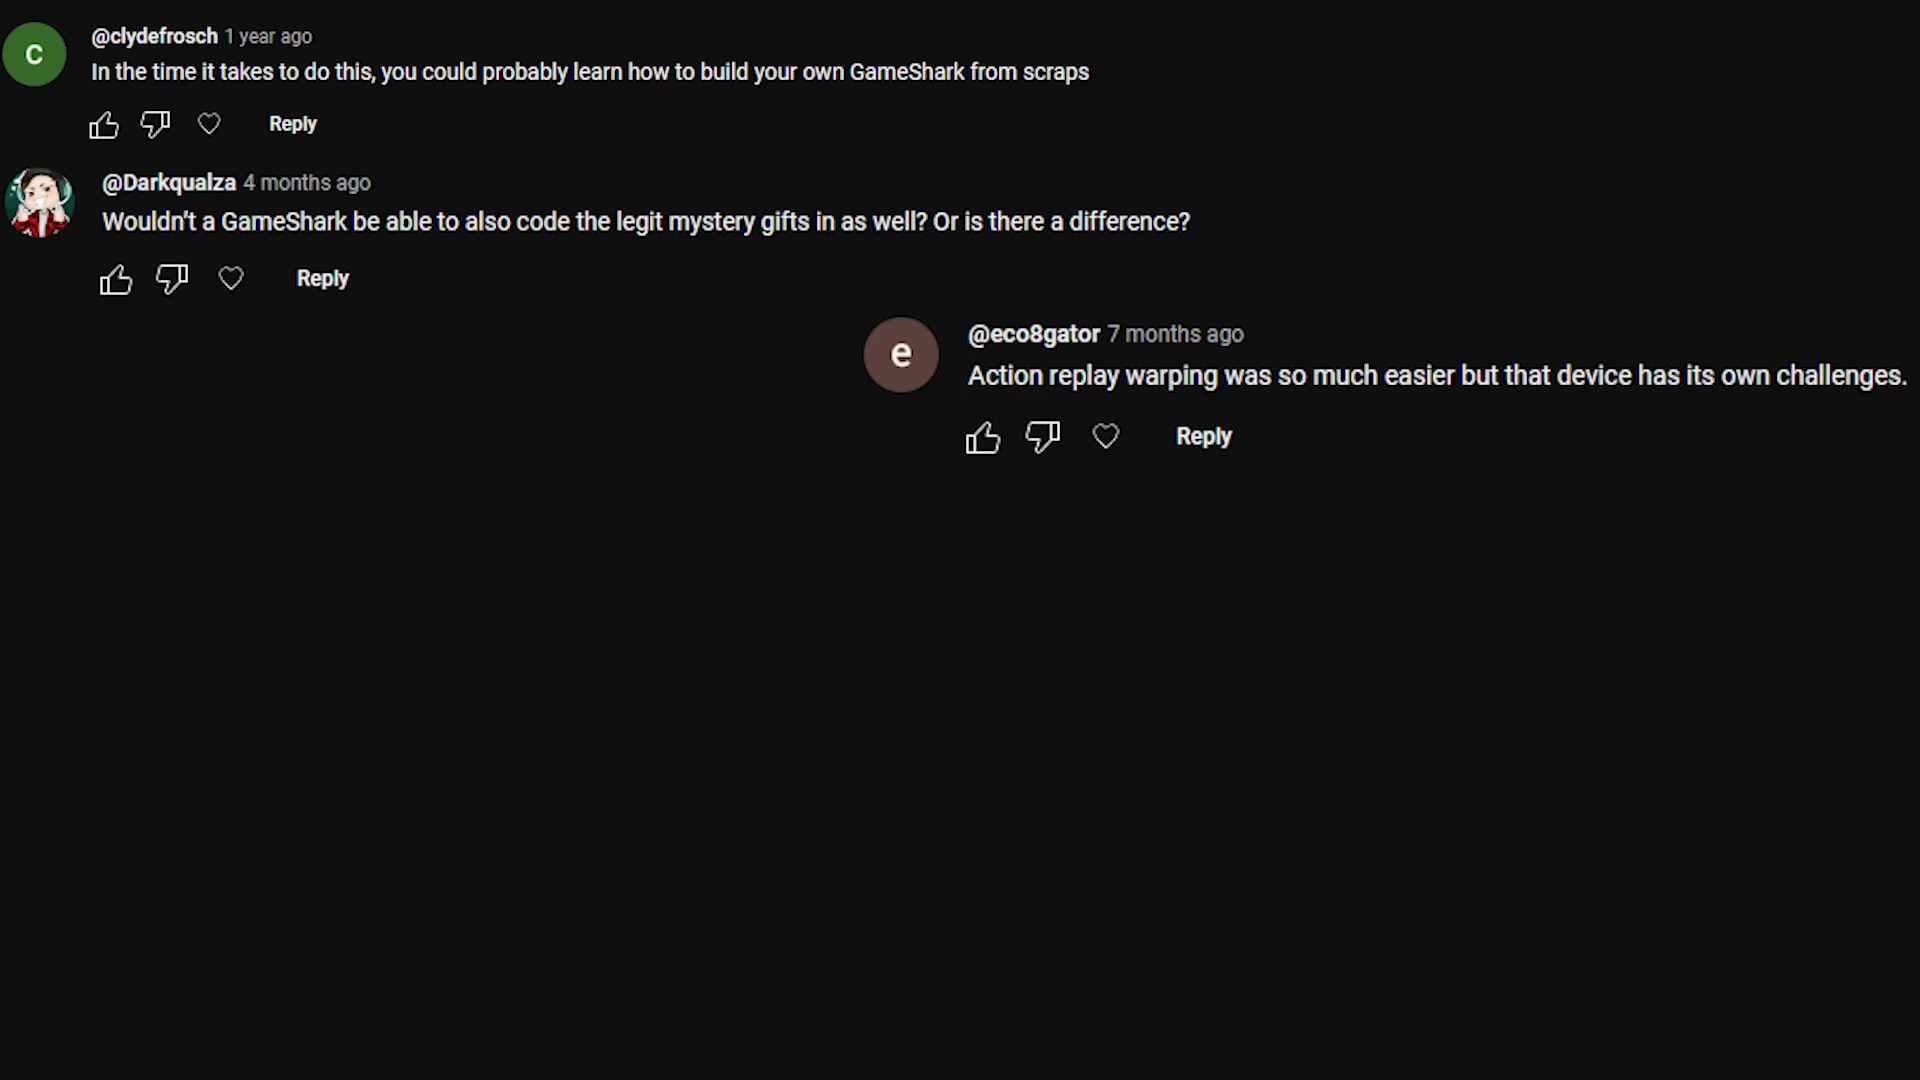 C
@clydefrosch 1 year ago
In the time it takes to do this, you could probably learn how to build your own GameShark from scraps
Reply
@Darkqualza 4 months ago
Wouldn't a GameShark be able to also code the legit mystery gifts in as well? Or is there a difference?
Reply
e
@eco8gator 7 months ago
Action replay warping was so much easier but that device has its own challenges.
Reply